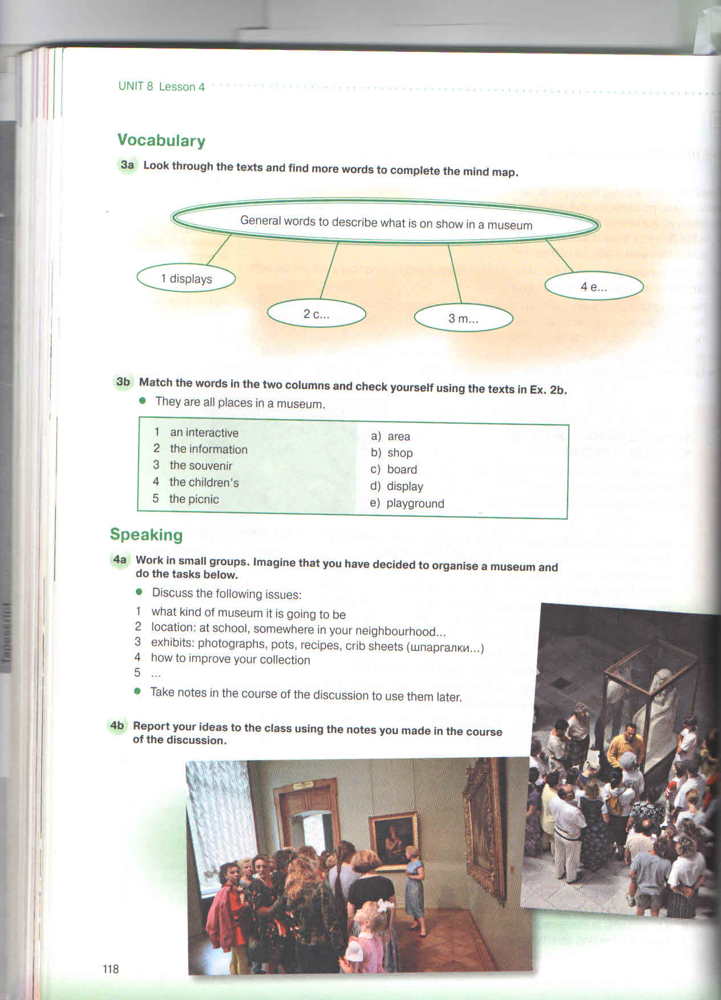 UNIT 8 Lesson 4
Vocabulary
3a Look through the texts and find more words to complete the mind map.
General words to describe what is on show in a museum
1 displays
2 c...
3 m...
4 e...
3b Match the words in the two columns and check yourself using the texts in Ex. 2b.
• They are all places in a museum.
1 an interactive
2 the information
3 the souvenir
4 the children's
5 the picnic
a) area
b) shop
c) board
d) display
e) playground
Speaking
4a Work in small groups. Imagine that you have decided to organise a museum and
do the tasks below.
• Discuss the following issues:
1 what kind of museum it is going to be
2 location: at school, somewhere in your neighbourhood...
3 exhibits: photographs, pots, recipes, crib sheets (шпаргалки...)
4 how to improve your collection
5 ...
• Take notes in the course of the discussion to use them later.
4b Report your ideas to the class using the notes you made in the course
of the discussion.
118